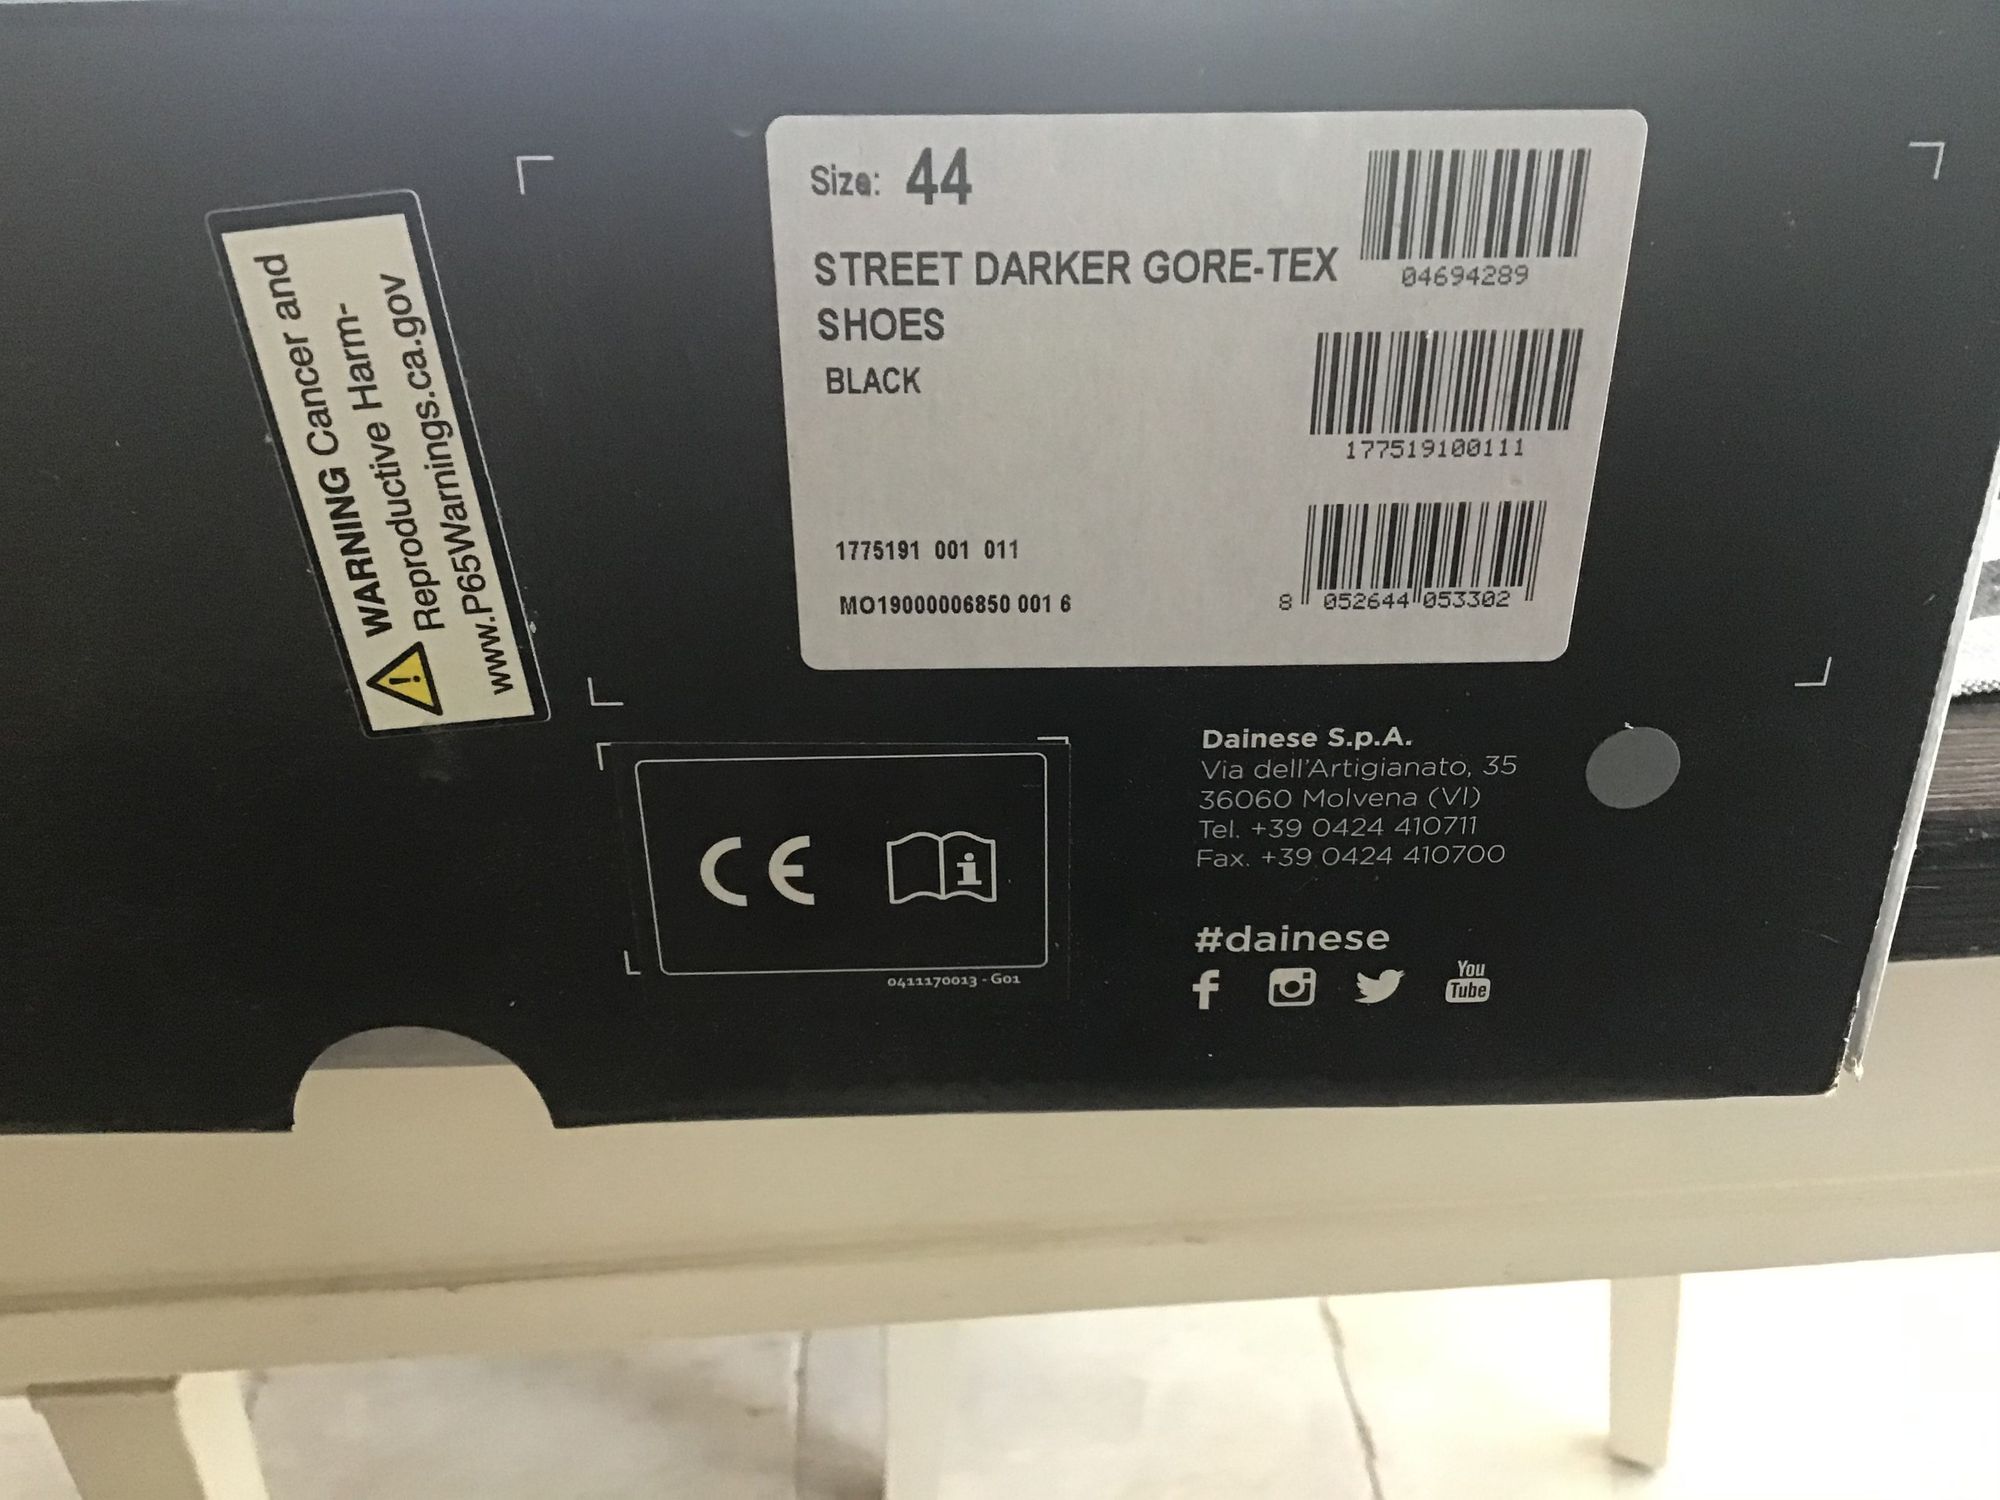 Size: 44
STREET DARKER GORE-TEX
SHOES
BLACK
1775191 001 011
MO19000006850 001 6
04694289
177519100111
8 052644 053302
WARNING Cancer and
Reproductive Harm-
www.P65Warnings.ca.gov
CE
i
0411170013 - G01
Dainese S.p.A.
Via dell'Artigianato, 35
36060 Molvena (VI)
Tel. +39 0424 410711
Fax. +39 0424 410700
#dainese
You
Tube